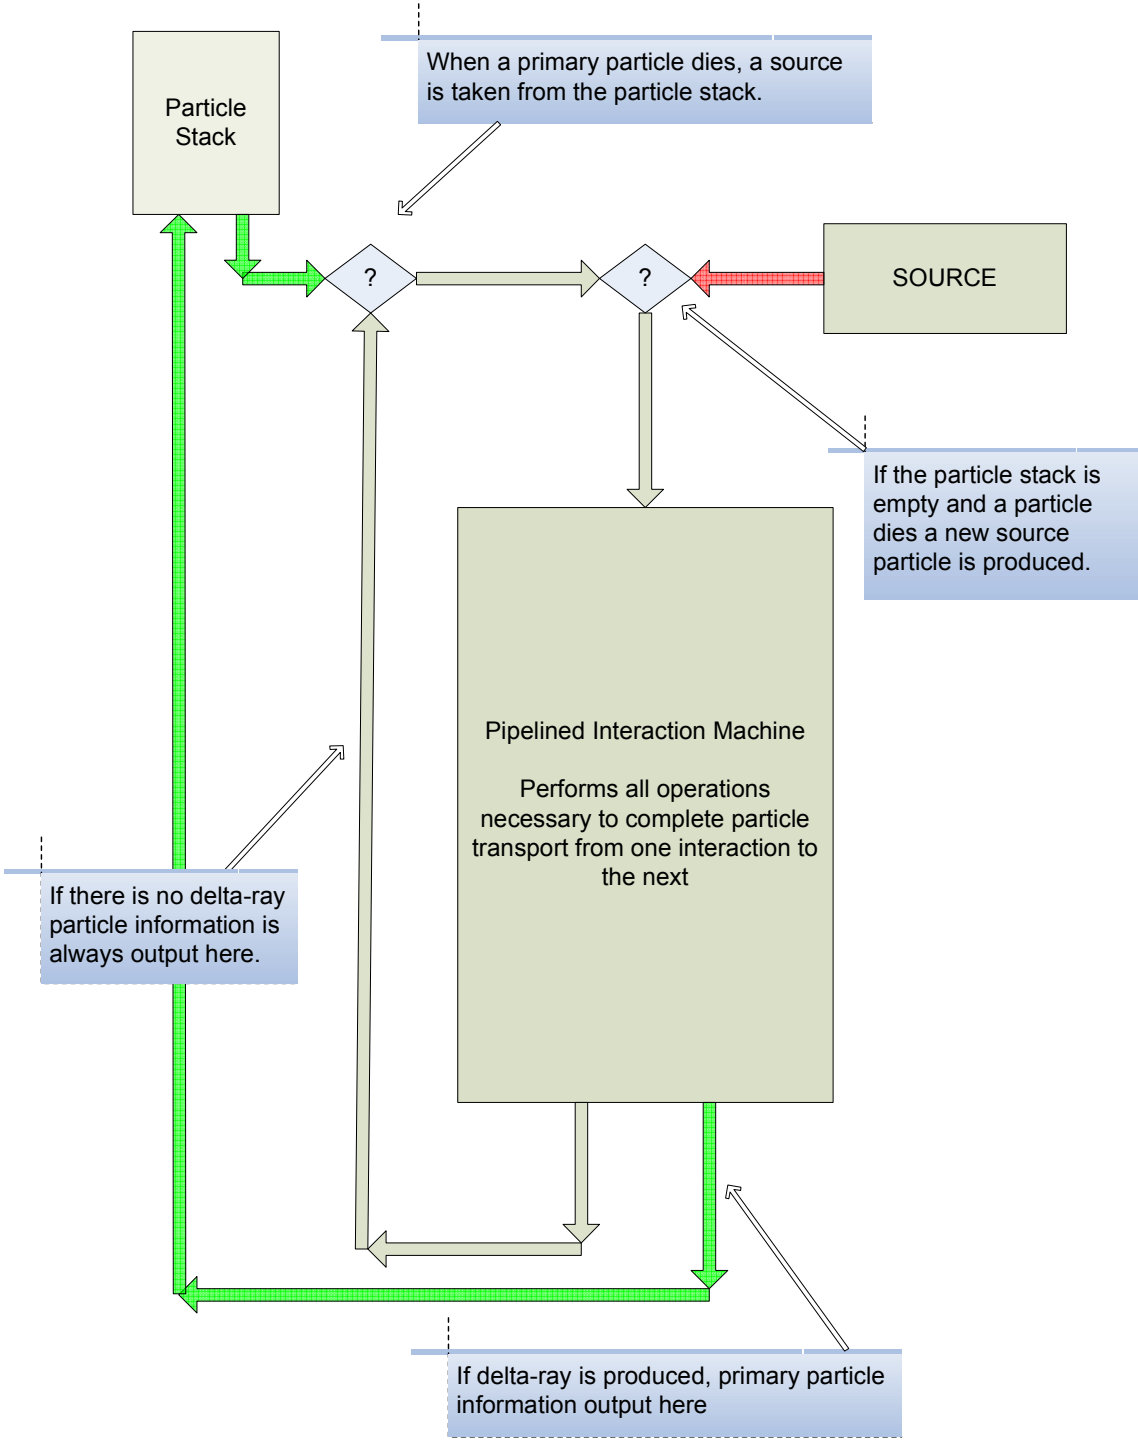 When a primary particle dies, a source
is taken from the particle stack.
Particle
Stack
?
?
SOURCE
If the particle stack is
empty and a particle
dies a new source
particle is produced.
Pipelined Interaction Machine
Performs all operations
necessary to complete particle
transport from one interaction to
the next
If there is no delta-ray
particle information is
always output here.
If delta-ray is produced, primary particle
information output here